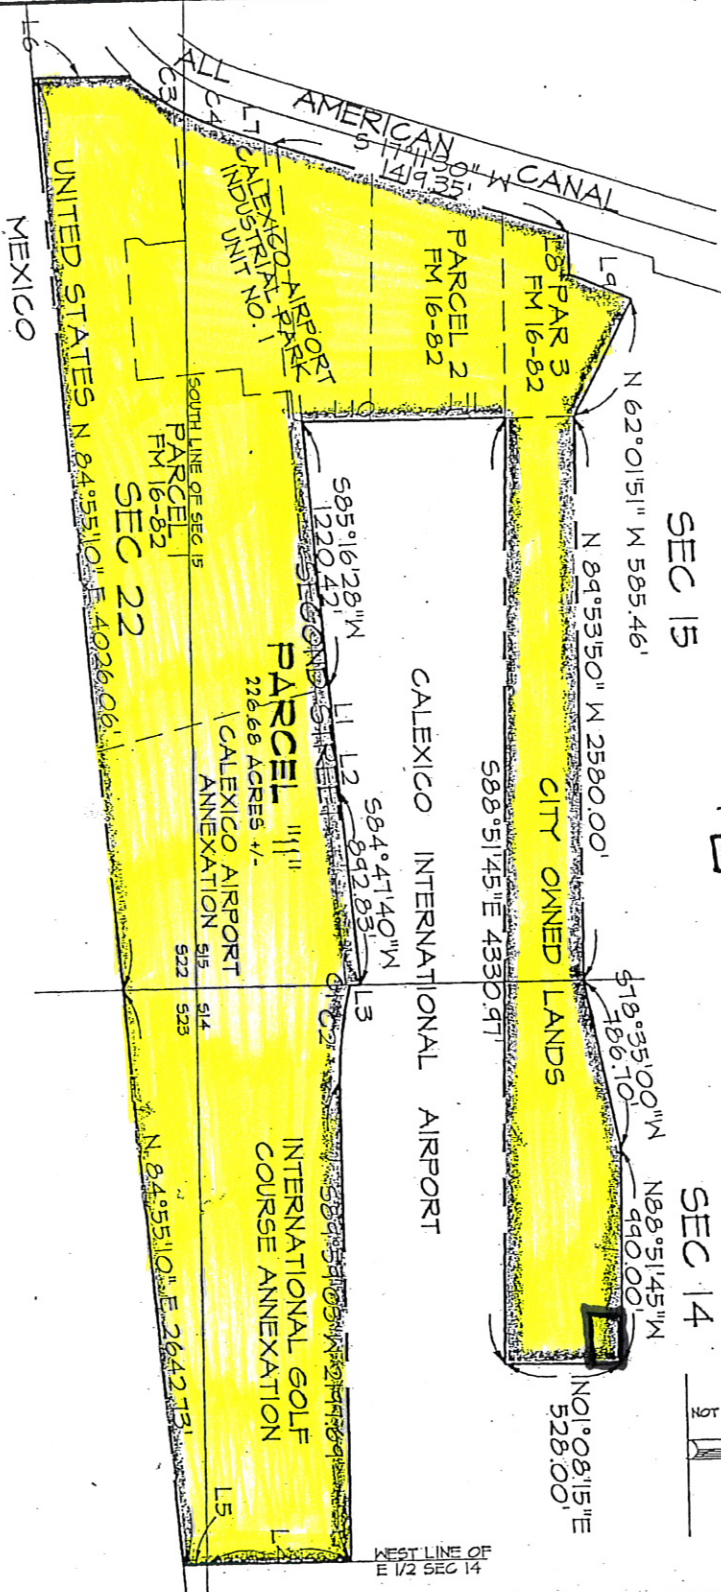 ALL AMERICAN CANAL
S 17°11'30" W
1419.35'
L6
C3
C4
L7
CALEXICO AIRPORT
INDUSTRIAL PARK
UNIT NO. 1
PARCEL 2
FM 16-82
L8
PAR 3
FM 16-82
L9
L10
L11
N 62°01'51" W 585.46'
SEC 15
N 89°53'50" W 2580.00'
CITY OWNED LANDS
S88°51'45"E 4330.97'
S78°35'00"W
786.70'
SEC 14
N88°51'45"W
990.00'
N01°08'15"E
528.00'
NOT
CALEXICO INTERNATIONAL AIRPORT
S85°16'28"W
1220.42'
SECOND STREET
L1
L2
S84°47'40"W
892.83'
L3
C2
PARCEL "1"
226.68 ACRES +/-
CALEXICO AIRPORT
ANNEXATION
SOUTH LINE OF SEC 15
PARCEL 1
FM 16-82
SEC 22
S15
S14
S22
S23
UNITED STATES
N 84°55'10" E 4026.06'
MEXICO
INTERNATIONAL GOLF
COURSE ANNEXATION
N 84°55'10" E 2642.73'
L5
WEST LINE OF
E 1/2 SEC 14